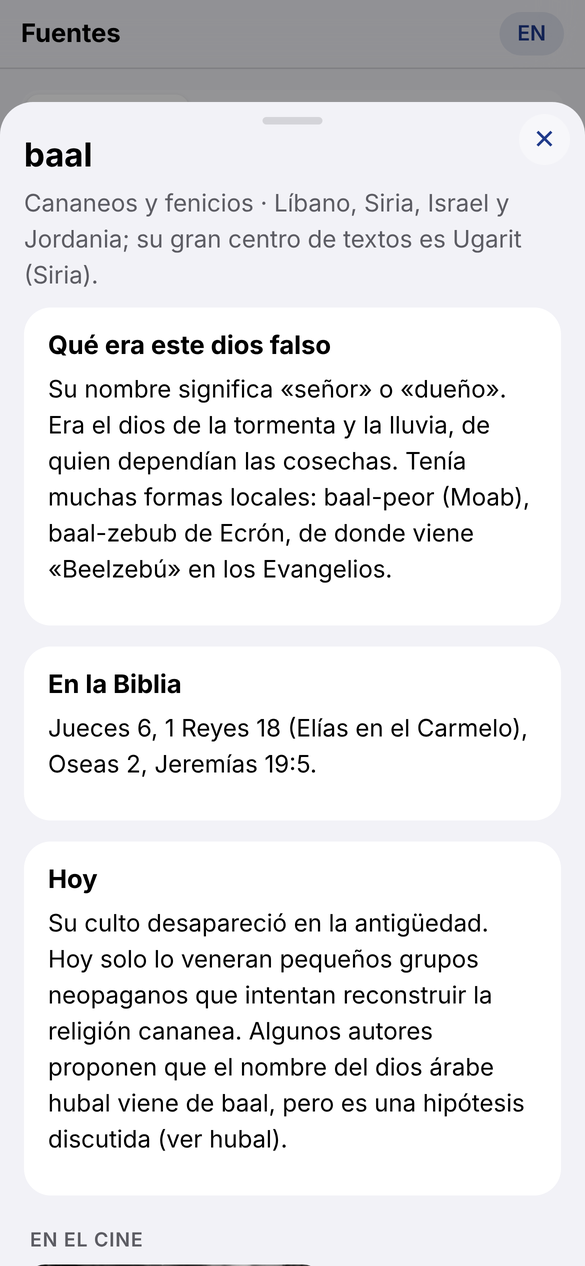 Fuentes
EN
baal
Cananeos y fenicios · Líbano, Siria, Israel y
Jordania; su gran centro de textos es Ugarit
(Siria).
Qué era este dios falso
Su nombre significa «señor» o «dueño».
Era el dios de la tormenta y la lluvia, de
quien dependían las cosechas. Tenía
muchas formas locales: baal-peor (Moab),
baal-zebub de Ecrón, de donde viene
«Beelzebú» en los Evangelios.
En la Biblia
Jueces 6, 1 Reyes 18 (Elías en el Carmelo),
Oseas 2, Jeremías 19:5.
Hoy
Su culto desapareció en la antigüedad.
Hoy solo lo veneran pequeños grupos
neopaganos que intentan reconstruir la
religión cananea. Algunos autores
proponen que el nombre del dios árabe
hubal viene de baal, pero es una hipótesis
discutida (ver hubal).
EN EL CINE